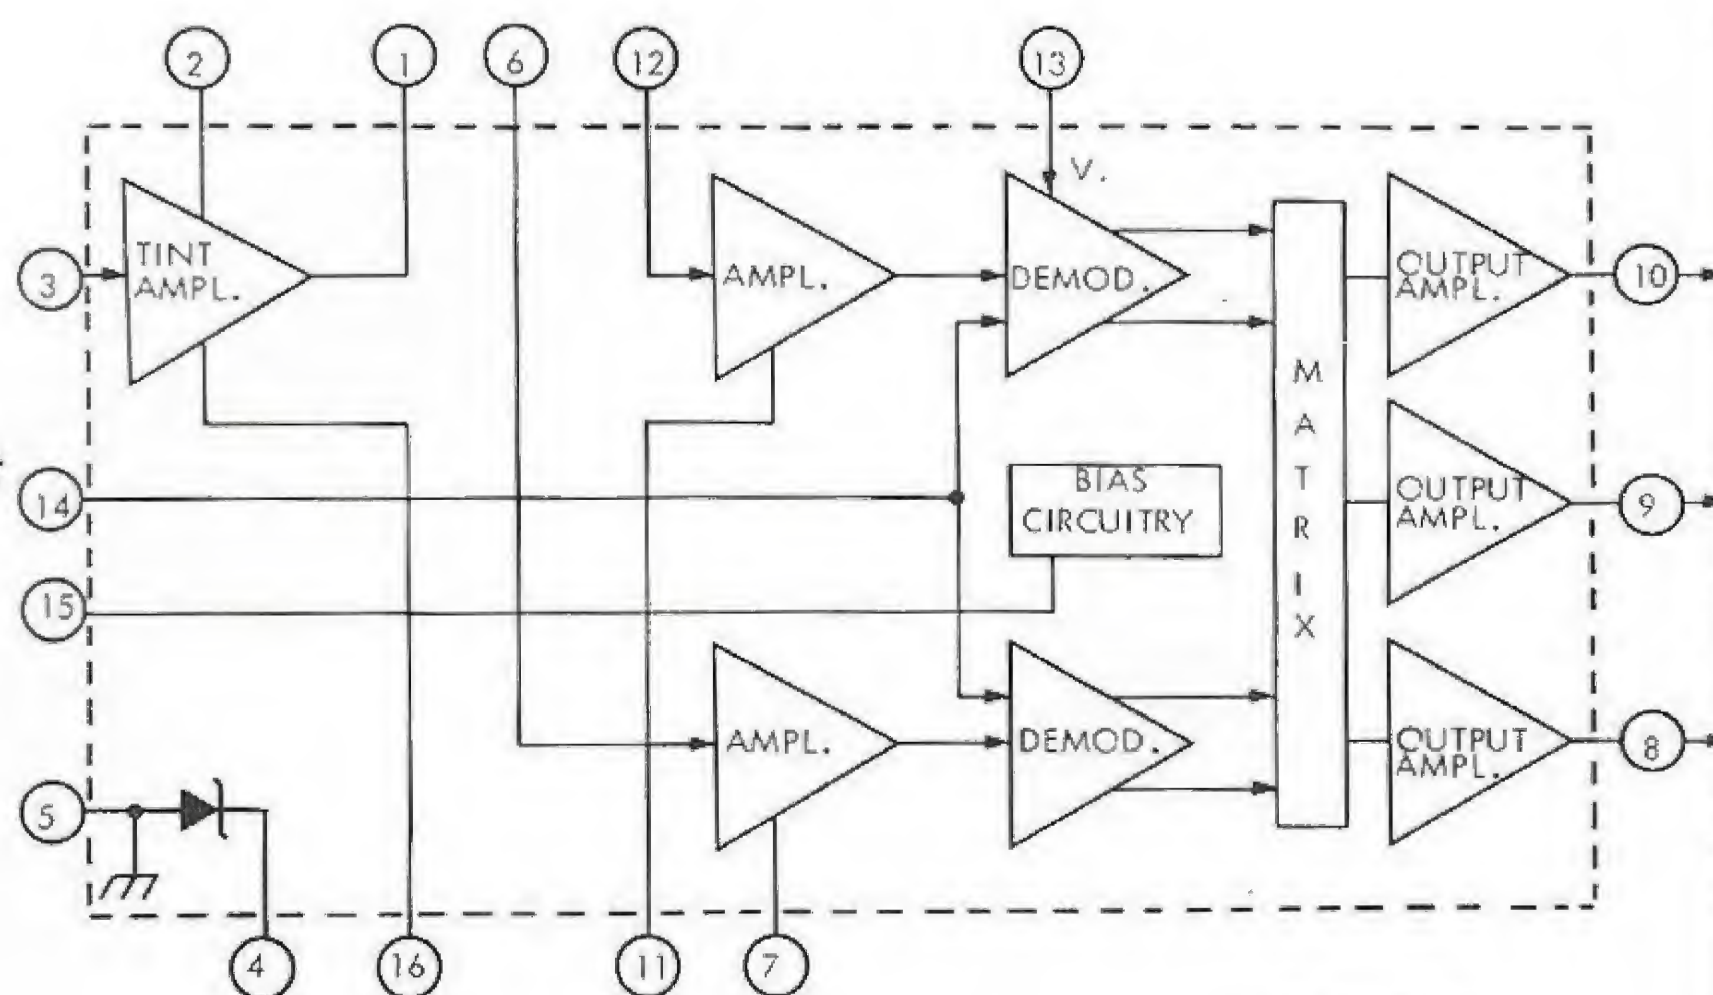 2
1
6
12
13
V.
TINT
AMPL.
3
AMPL.
DEMOD.
OUTPUT
AMPL.
10
MATRIX
14
BIAS
CIRCUITRY
OUTPUT
AMPL.
9
15
AMPL.
DEMOD.
OUTPUT
AMPL.
8
5
4
16
11
7